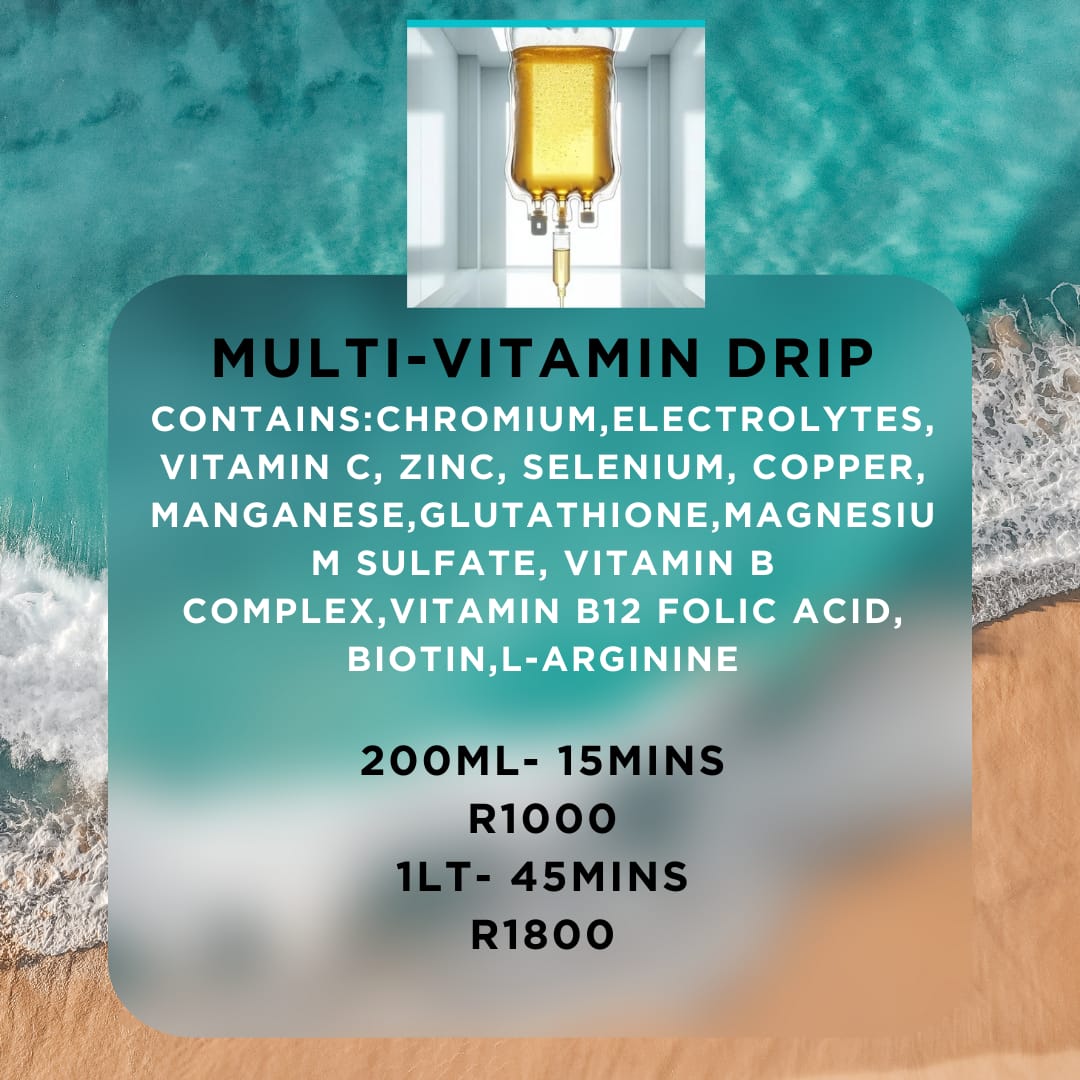 MULTI-VITAMIN DRIP
CONTAINS:CHROMIUM,ELECTROLYTES,
VITAMIN C, ZINC, SELENIUM, COPPER,
MANGANESE,GLUTATHIONE,MAGNESIU
M SULFATE, VITAMIN B
COMPLEX,VITAMIN B12 FOLIC ACID,
BIOTIN,L-ARGININE
200ML- 15MINS
R1000
1LT- 45MINS
R1800